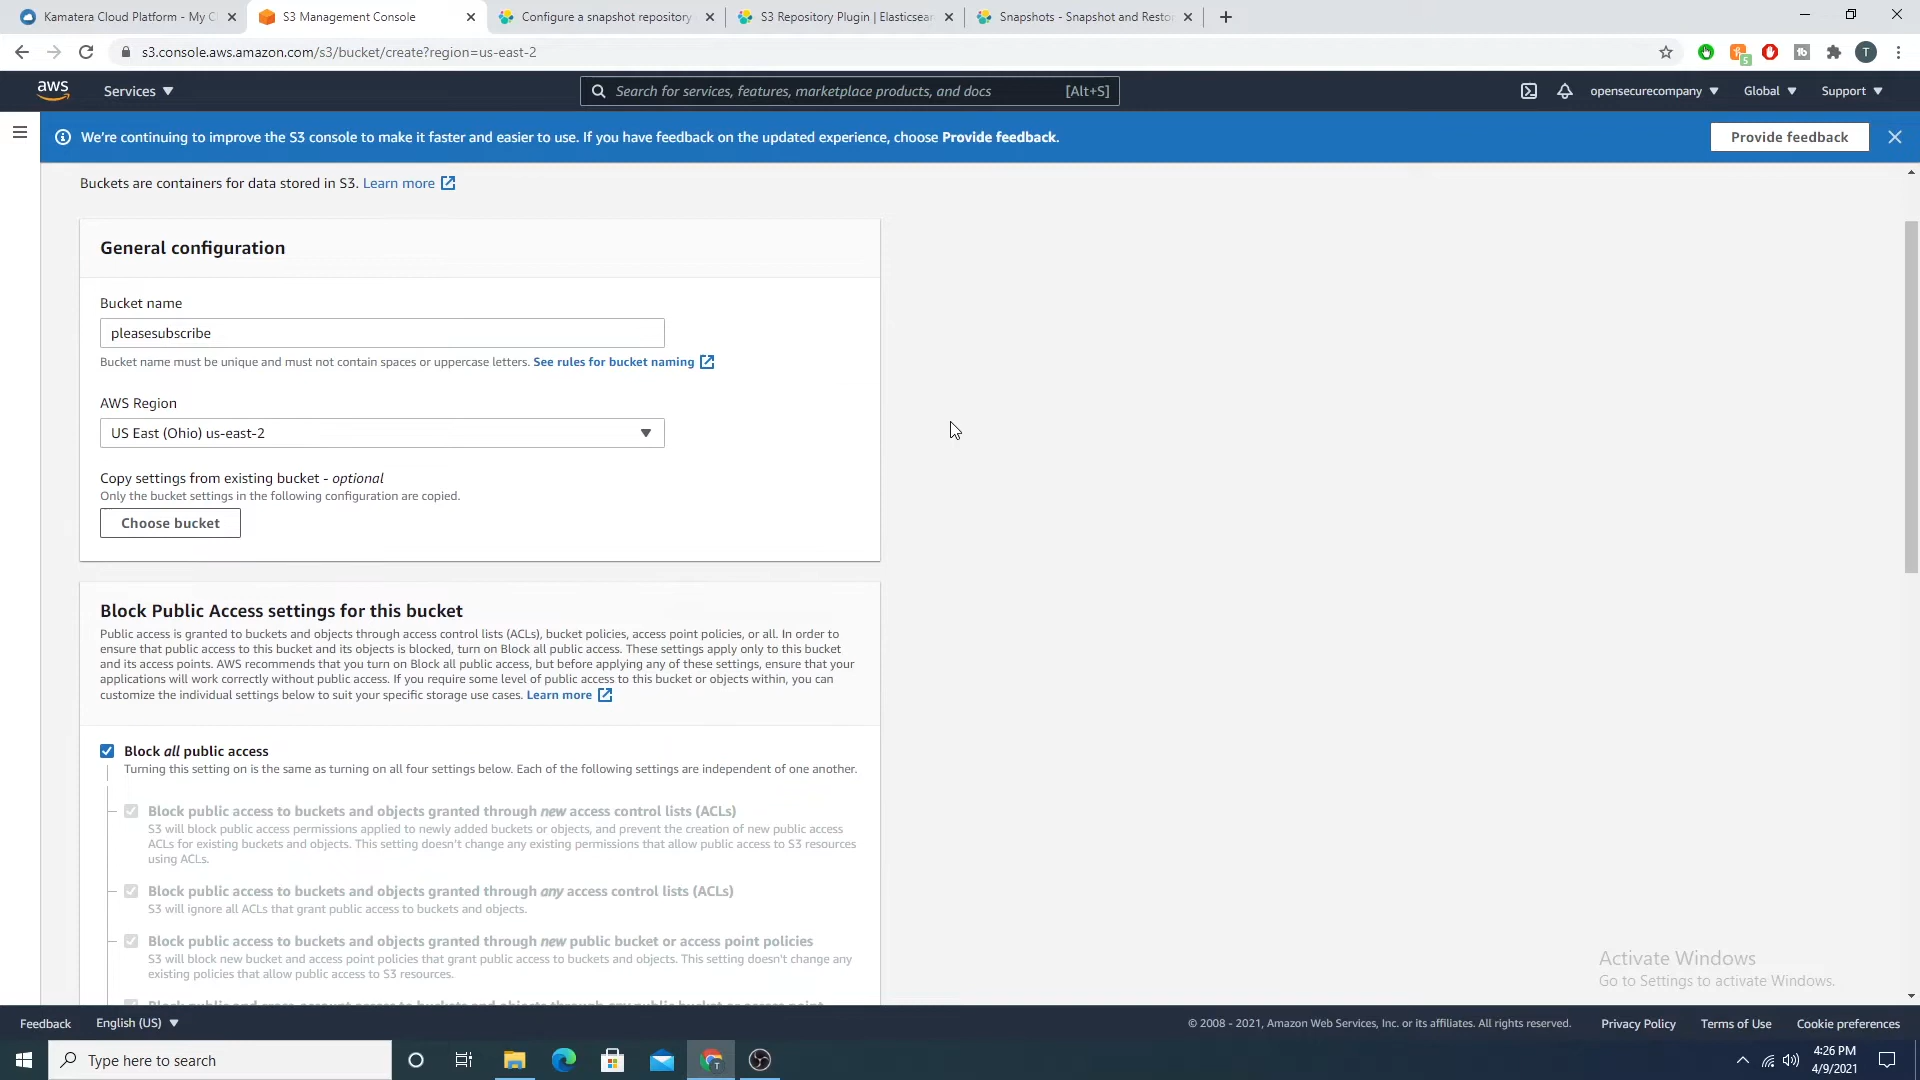 Kamatera Cloud Platform - My C
S3 Management Console
Configure a snapshot repository
S3 Repository Plugin | Elasticsear
Snapshots - Snapshot and Resto
s3.console.aws.amazon.com/s3/bucket/create?region=us-east-2
5
T
aws
Services
Search for services, features, marketplace products, and docs
[Alt+S]
opensecurecompany
Global
Support
We're continuing to improve the S3 console to make it faster and easier to use. If you have feedback on the updated experience, choose Provide feedback.
Provide feedback
Buckets are containers for data stored in S3. Learn more
General configuration
Bucket name
pleasesubscribe
Bucket name must be unique and must not contain spaces or uppercase letters. See rules for bucket naming
AWS Region
US East (Ohio) us-east-2
Copy settings from existing bucket - optional
Only the bucket settings in the following configuration are copied.
Choose bucket
Block Public Access settings for this bucket
Public access is granted to buckets and objects through access control lists (ACLs), bucket policies, access point policies, or all. In order to
ensure that public access to this bucket and its objects is blocked, turn on Block all public access. These settings apply only to this bucket
and its access points. AWS recommends that you turn on Block all public access, but before applying any of these settings, ensure that your
applications will work correctly without public access. If you require some level of public access to this bucket or objects within, you can
customize the individual settings below to suit your specific storage use cases. Learn more
Block all public access
Turning this setting on is the same as turning on all four settings below. Each of the following settings are independent of one another.
Block public access to buckets and objects granted through new access control lists (ACLs)
S3 will block public access permissions applied to newly added buckets or objects, and prevent the creation of new public access
ACLs for existing buckets and objects. This setting doesn't change any existing permissions that allow public access to S3 resources
using ACLs.
Block public access to buckets and objects granted through any access control lists (ACLs)
S3 will ignore all ACLs that grant public access to buckets and objects.
Block public access to buckets and objects granted through new public bucket or access point policies
S3 will block new bucket and access point policies that grant public access to buckets and objects. This setting doesn't change any
existing policies that allow public access to S3 resources.
Block public and cross-account access to buckets and objects through any public bucket or access point
Activate Windows
Go to Settings to activate Windows.
Feedback
English (US)
© 2008 - 2021, Amazon Web Services, Inc. or its affiliates. All rights reserved.
Privacy Policy
Terms of Use
Cookie preferences
Type here to search
T
4:26 PM
4/9/2021